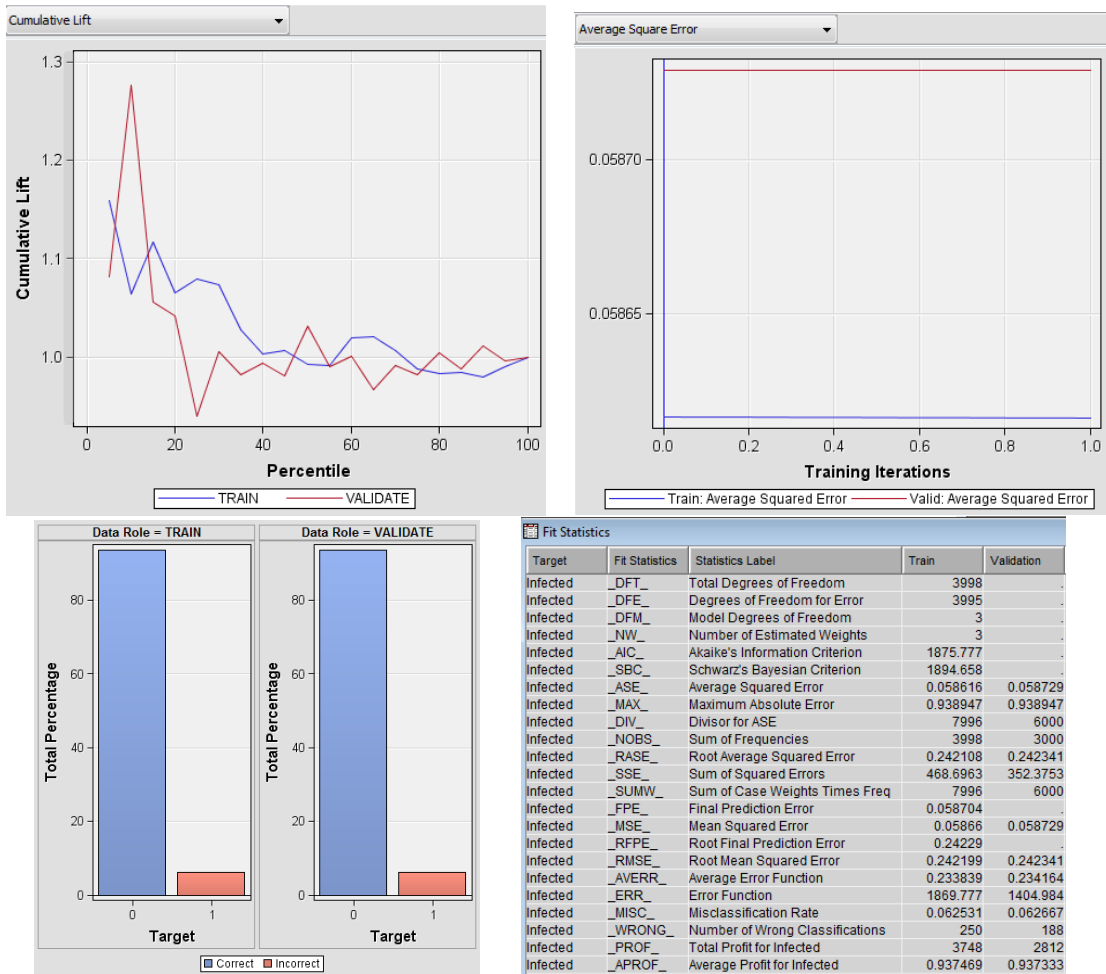 Cumulative Lift
1.3
1.2
1.1
1.0
Cumulative Lift
0 20 40 60 80 100
Percentile
TRAIN VALIDATE
Average Square Error
0.05870
0.05865
0.0 0.2 0.4 0.6 0.8 1.0
Training Iterations
Train: Average Squared Error Valid: Average Squared Error
Data Role = TRAIN Data Role = VALIDATE
Total Percentage
80
60
40
20
0
Total Percentage
80
60
40
20
0
0 1 0 1
Target Target
Correct Incorrect
Fit Statistics
Target Fit Statistics Statistics Label Train Validation
Infected _DFT_ Total Degrees of Freedom 3998 .
Infected _DFE_ Degrees of Freedom for Error 3995 .
Infected _DFM_ Model Degrees of Freedom 3 .
Infected _NW_ Number of Estimated Weights 3 .
Infected _AIC_ Akaike's Information Criterion 1875.777 .
Infected _SBC_ Schwarz's Bayesian Criterion 1894.658 .
Infected _ASE_ Average Squared Error 0.058616 0.058729
Infected _MAX_ Maximum Absolute Error 0.938947 0.938947
Infected _DIV_ Divisor for ASE 7996 6000
Infected _NOBS_ Sum of Frequencies 3998 3000
Infected _RASE_ Root Average Squared Error 0.242108 0.242341
Infected _SSE_ Sum of Squared Errors 468.6963 352.3753
Infected _SUMW_ Sum of Case Weights Times Freq 7996 6000
Infected _FPE_ Final Prediction Error 0.058704 .
Infected _MSE_ Mean Squared Error 0.05866 0.058729
Infected _RFPE_ Root Final Prediction Error 0.24229 .
Infected _RMSE_ Root Mean Squared Error 0.242199 0.242341
Infected _AVERR_ Average Error Function 0.233839 0.234164
Infected _ERR_ Error Function 1869.777 1404.984
Infected _MISC_ Misclassification Rate 0.062531 0.062667
Infected _WRONG_ Number of Wrong Classifications 250 188
Infected _PROF_ Total Profit for Infected 3748 2812
Infected _APROF_ Average Profit for Infected 0.937469 0.937333